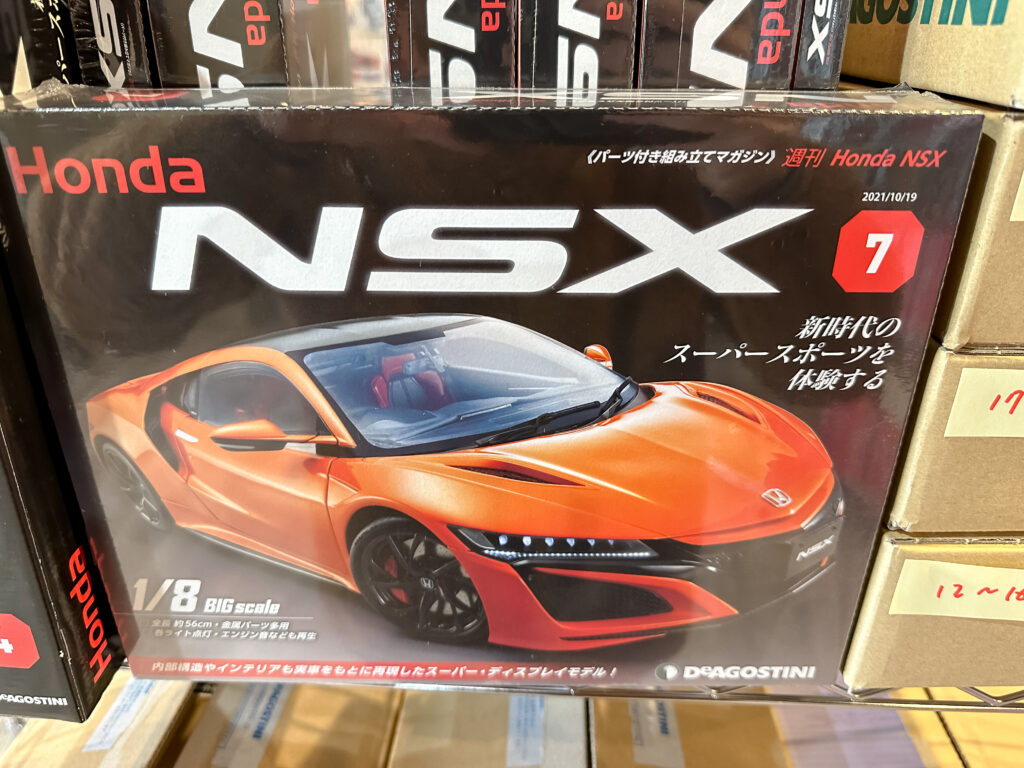 Honda
《パーツ付き組み立てマガジン》 週刊 Honda NSX
2021/10/19
7
NSX
新時代の
スーパースポーツを
体験する
NSX
1/8 BIG scale
全長 約56cm・金属パーツ多用
各ライト点灯・エンジン音なども再生
内部構造やインテリアも実車をもとに再現したスーパー・ディスプレイモデル!
DeAGOSTINI
Honda
DeAGOSTINI
4
Honda
Honda
Honda
17
12～